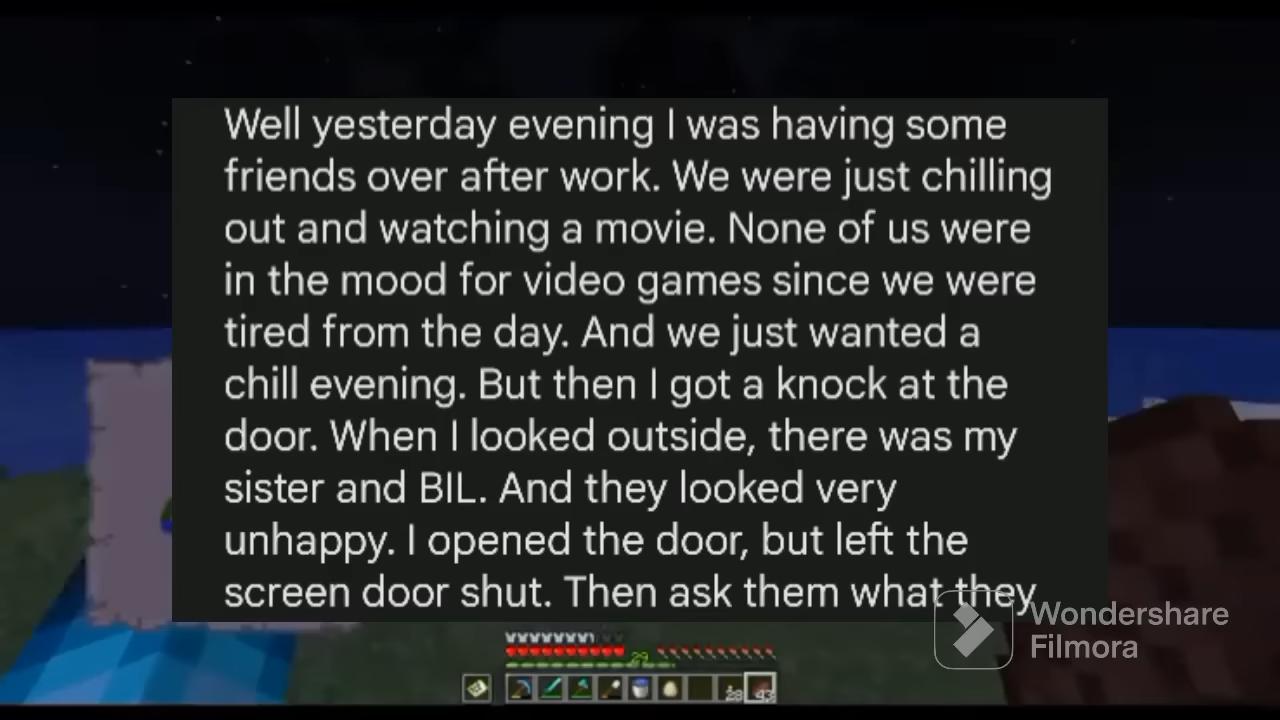 Well yesterday evening I was having some
friends over after work. We were just chilling
out and watching a movie. None of us were
in the mood for video games since we were
tired from the day. And we just wanted a
chill evening. But then I got a knock at the
door. When I looked outside, there was my
sister and BIL. And they looked very
unhappy. I opened the door, but left the
screen door shut. Then ask them what they
Wondershare
Filmora
29
28
43